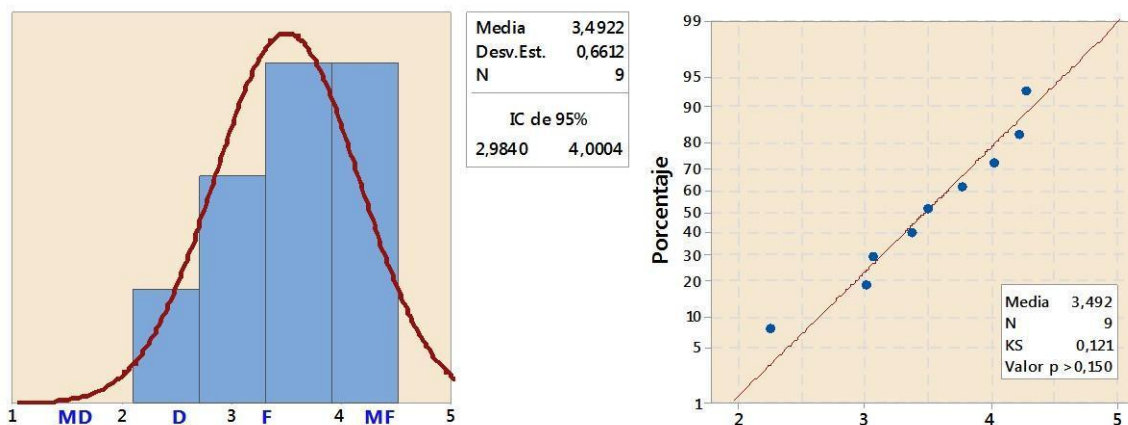 Media 3,4922
Desv.Est. 0,6612
N 9
IC de 95%
2,9840 4,0004
1 2 3 4 5
MD D F MF
Porcentaje
99
95
90
80
70
60
50
40
30
20
10
5
1
2 3 4 5
Media 3,492
N 9
KS 0,121
Valor p >0,150